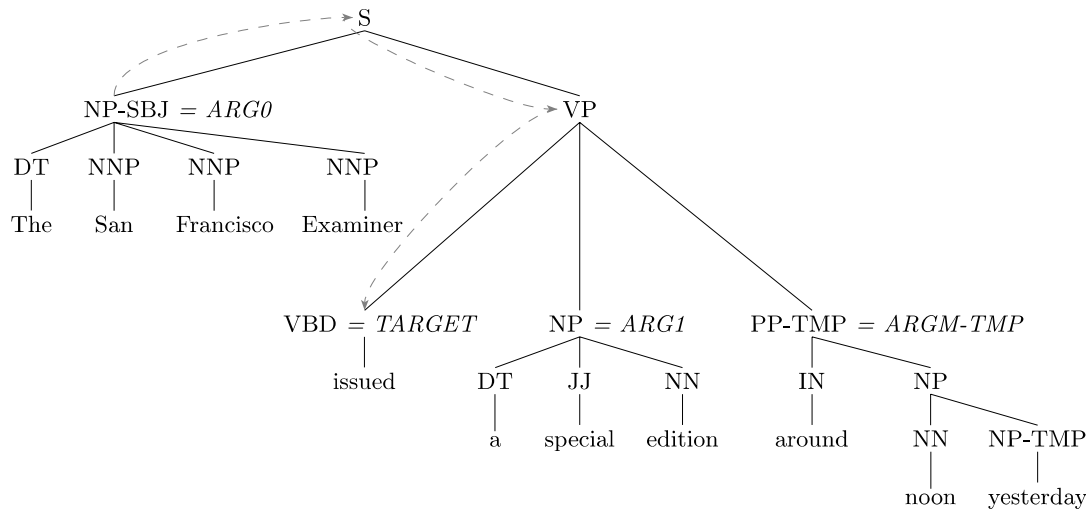 S
NP-SBJ = ARG0 VP
DT NNP NNP NNP
The San Francisco Examiner
VBD = TARGET NP = ARG1 PP-TMP = ARGM-TMP
issued DT JJ NN IN NP
a special edition around NN NP-TMP
noon yesterday